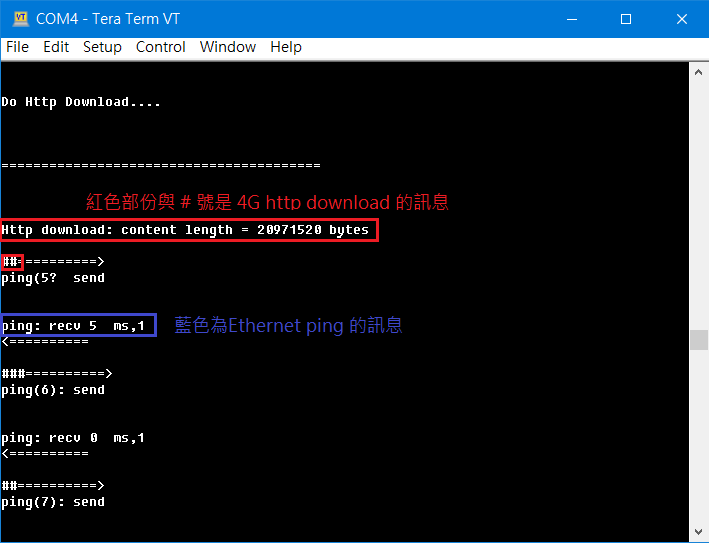 COM4 - Tera Term VT
File Edit Setup Control Window Help
Do Http Download....
========================================
紅色部份與 # 號是 4G http download 的訊息
Http download: content length = 20971520 bytes
##==========>
ping(5?  send
ping: recv 5  ms,1
藍色為Ethernet ping 的訊息
<==========
###==========>
ping(6): send
ping: recv 0  ms,1
<==========
##==========>
ping(7): send